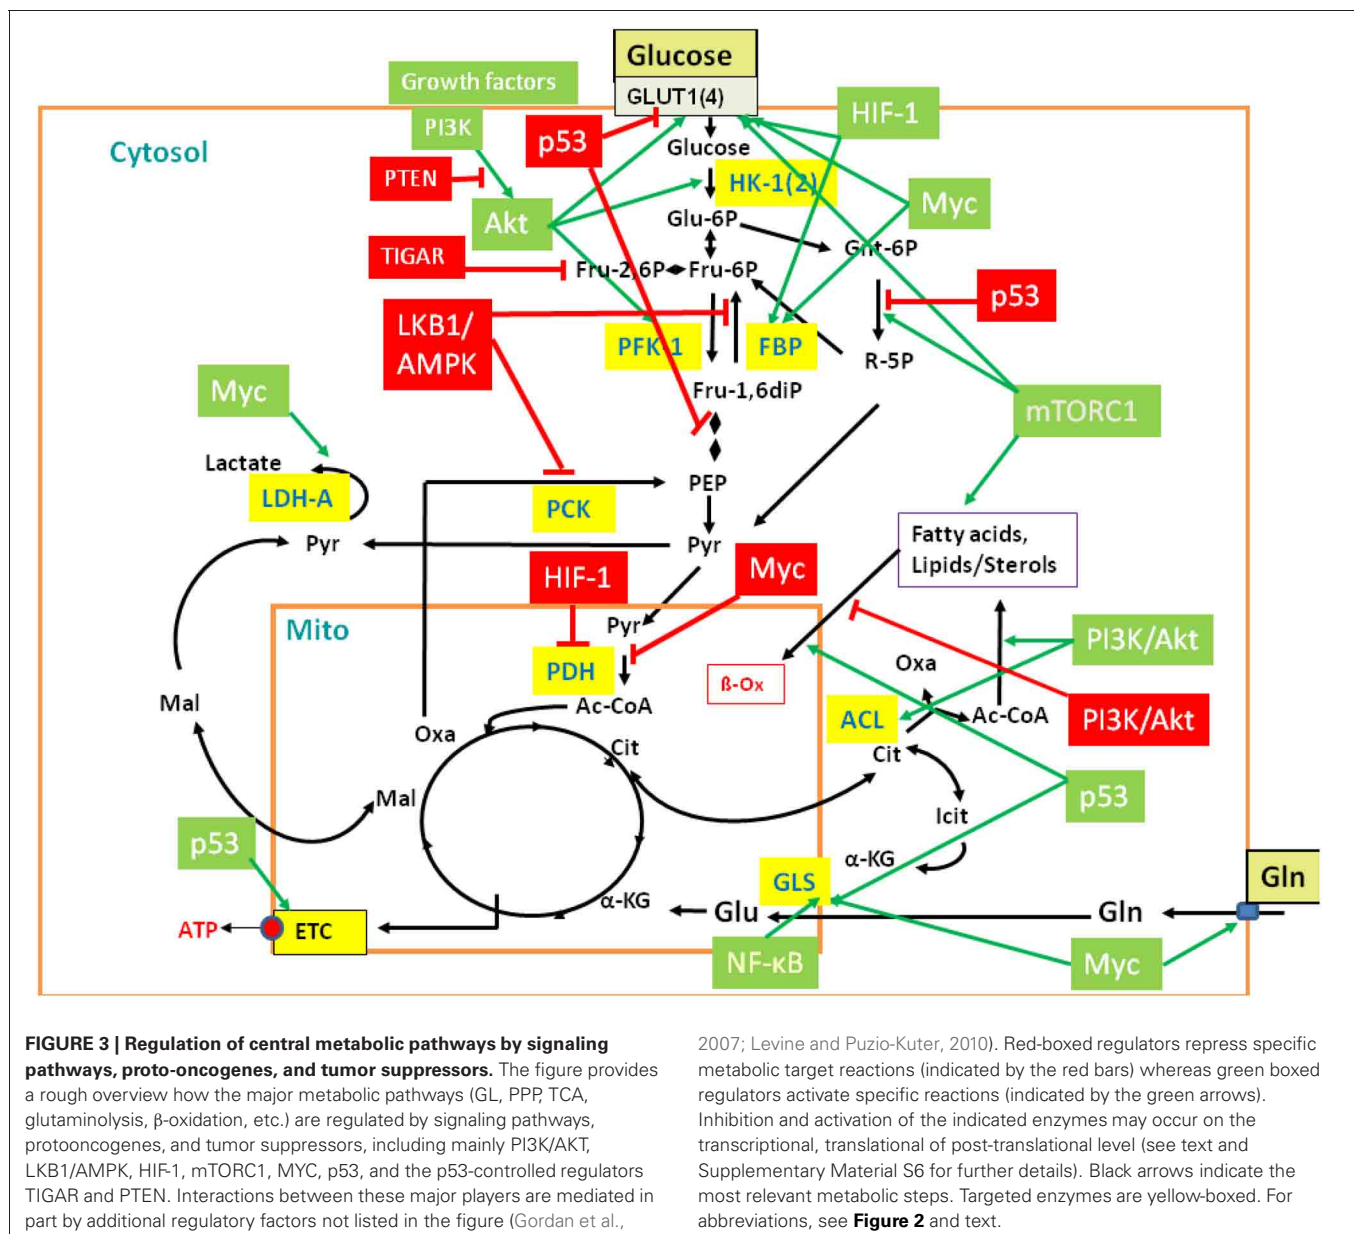 Glucose
GLUT1(4)
Growth factors
PI3K
HIF-1
p53
Cytosol
Glucose
PTEN
HK-1(2)
Myc
Akt
Glu-6P
TIGAR
Gnt-6P
Fru-2,6P
Fru-6P
p53
LKB1/
AMPK
PFK-1
FBP
R-5P
Myc
Fru-1,6diP
mTORC1
Lactate
LDH-A
PEP
PCK
Pyr
Pyr
Fatty acids,
Lipids/Sterols
HIF-1
Myc
Mito
Pyr
PI3K/Akt
PDH
ß-Ox
Oxa
Mal
Ac-CoA
ACL
Ac-CoA
PI3K/Akt
Oxa
Cit
Cit
Mal
p53
Icit
p53
α-KG
GLS
Gln
α-KG
Glu
Gln
ATP
ETC
NF-κB
Myc
FIGURE 3 | Regulation of central metabolic pathways by signaling
pathways, proto-oncogenes, and tumor suppressors. The figure provides
a rough overview how the major metabolic pathways (GL, PPP, TCA,
glutaminolysis, β-oxidation, etc.) are regulated by signaling pathways,
protooncogenes, and tumor suppressors, including mainly PI3K/AKT,
LKB1/AMPK, HIF-1, mTORC1, MYC, p53, and the p53-controlled regulators
TIGAR and PTEN. Interactions between these major players are mediated in
part by additional regulatory factors not listed in the figure (Gordan et al.,
2007; Levine and Puzio-Kuter, 2010). Red-boxed regulators repress specific
metabolic target reactions (indicated by the red bars) whereas green boxed
regulators activate specific reactions (indicated by the green arrows).
Inhibition and activation of the indicated enzymes may occur on the
transcriptional, translational of post-translational level (see text and
Supplementary Material S6 for further details). Black arrows indicate the
most relevant metabolic steps. Targeted enzymes are yellow-boxed. For
abbreviations, see Figure 2 and text.